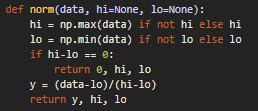 def norm(data, hi=None, lo=None):
    hi = np.max(data) if not hi else hi
    lo = np.min(data) if not lo else lo
    if hi-lo == 0:
        return 0, hi, lo
    y = (data-lo)/(hi-lo)
    return y, hi, lo